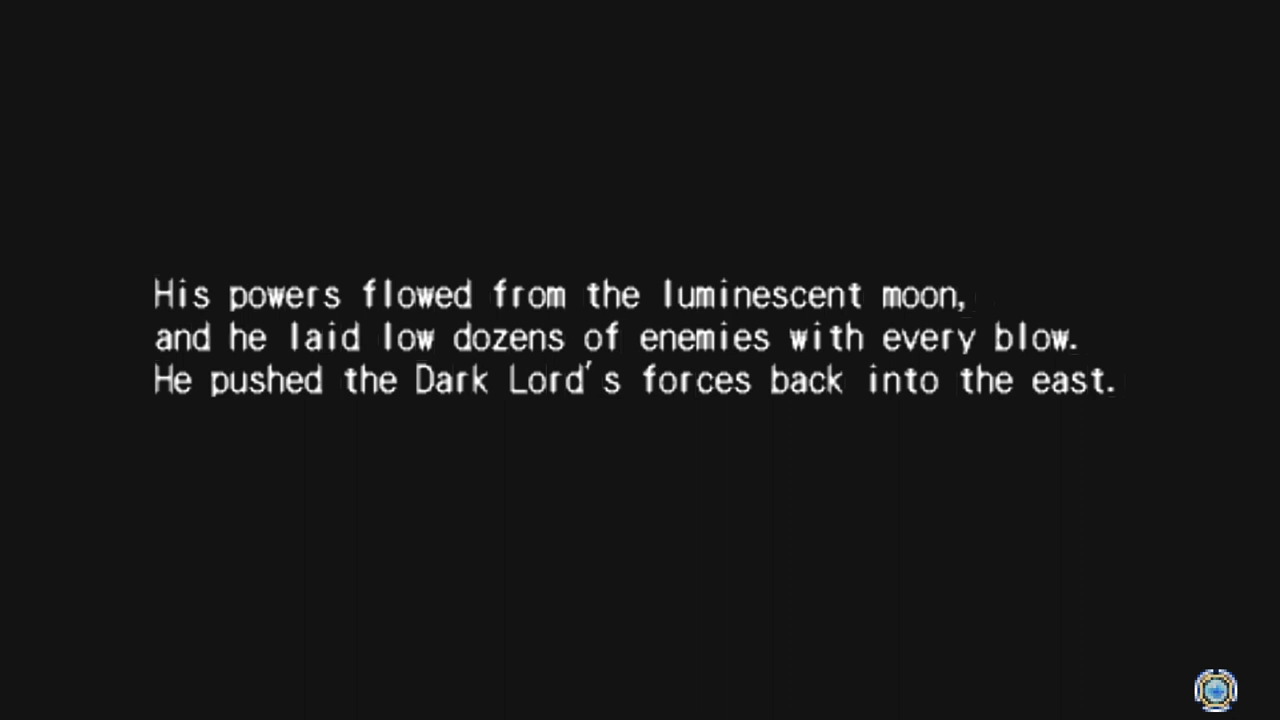 His powers flowed from the luminescent moon,
and he laid low dozens of enemies with every blow.
He pushed the Dark Lord's forces back into the east.